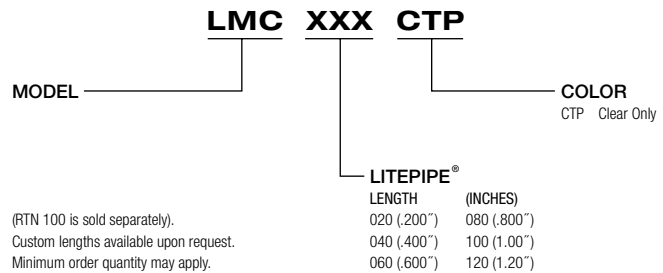 LMC XXX CTP
MODEL
COLOR
CTP Clear Only
LITEPIPE®
LENGTH (INCHES)
(RTN 100 is sold separately). 020 (.200˝) 080 (.800˝)
Custom lengths available upon request. 040 (.400˝) 100 (1.00˝)
Minimum order quantity may apply. 060 (.600˝) 120 (1.20˝)